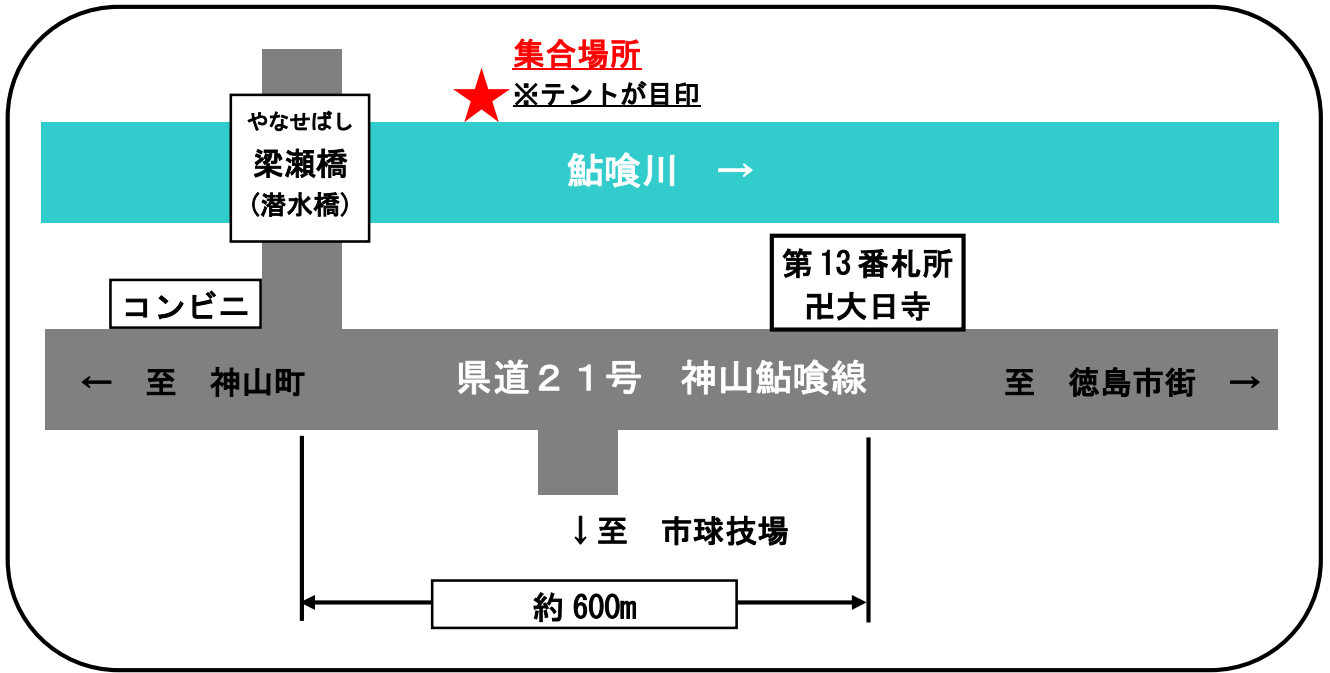 集合場所
※テントが目印
やなせばし
梁瀬橋
(潜水橋)
鮎喰川　→
第13番札所
卍大日寺
コンビニ
←　至　神山町
県道２１号　神山鮎喰線
至　徳島市街　→
↓至　市球技場
約600m